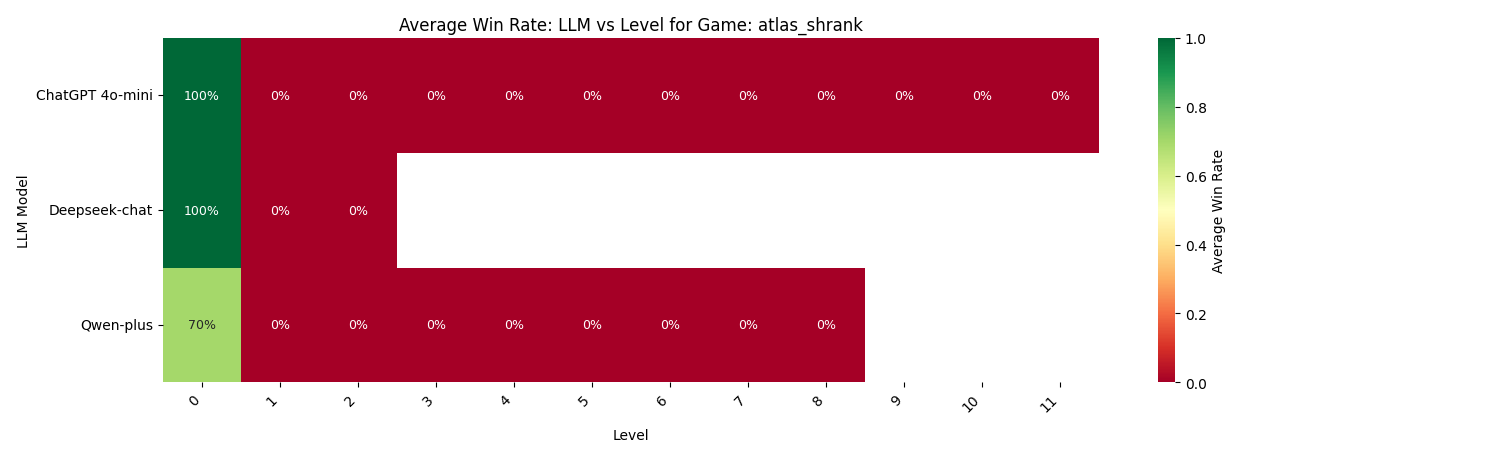 Average Win Rate: LLM vs Level for Game: atlas_shrank
LLM Model
ChatGPT 4o-mini 100% 0% 0% 0% 0% 0% 0% 0% 0% 0% 0% 0%
Deepseek-chat 100% 0% 0%
Qwen-plus 70% 0% 0% 0% 0% 0% 0% 0% 0%
0 1 2 3 4 5 6 7 8 9 10 11
Level
1.0
0.8
0.6
0.4
0.2
0.0
Average Win Rate